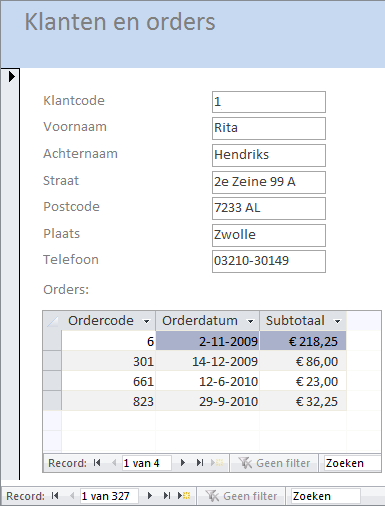 Klanten en orders
Klantcode 1
Voornaam Rita
Achternaam Hendriks
Straat 2e Zeine 99 A
Postcode 7233 AL
Plaats Zwolle
Telefoon 03210-30149
Orders:
Ordercode Orderdatum Subtotaal
6 2-11-2009 € 218,25
301 14-12-2009 € 86,00
661 12-6-2010 € 23,00
823 29-9-2010 € 32,25
Record: 1 van 4 Geen filter Zoeken
Record: 1 van 327 Geen filter Zoeken